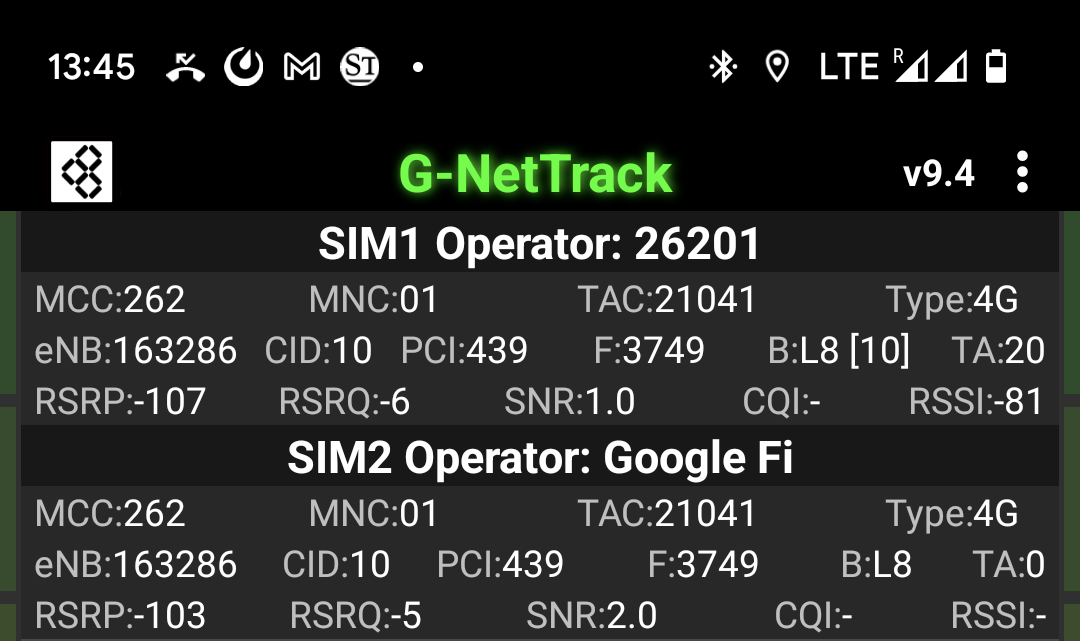 13:45 ST LTE R
G-NetTrack v9.4
SIM1 Operator: 26201
MCC:262 MNC:01 TAC:21041 Type:4G
eNB:163286 CID:10 PCI:439 F:3749 B:L8 [10] TA:20
RSRP:-107 RSRQ:-6 SNR:1.0 CQI:- RSSI:-81
SIM2 Operator: Google Fi
MCC:262 MNC:01 TAC:21041 Type:4G
eNB:163286 CID:10 PCI:439 F:3749 B:L8 TA:0
RSRP:-103 RSRQ:-5 SNR:2.0 CQI:- RSSI:-